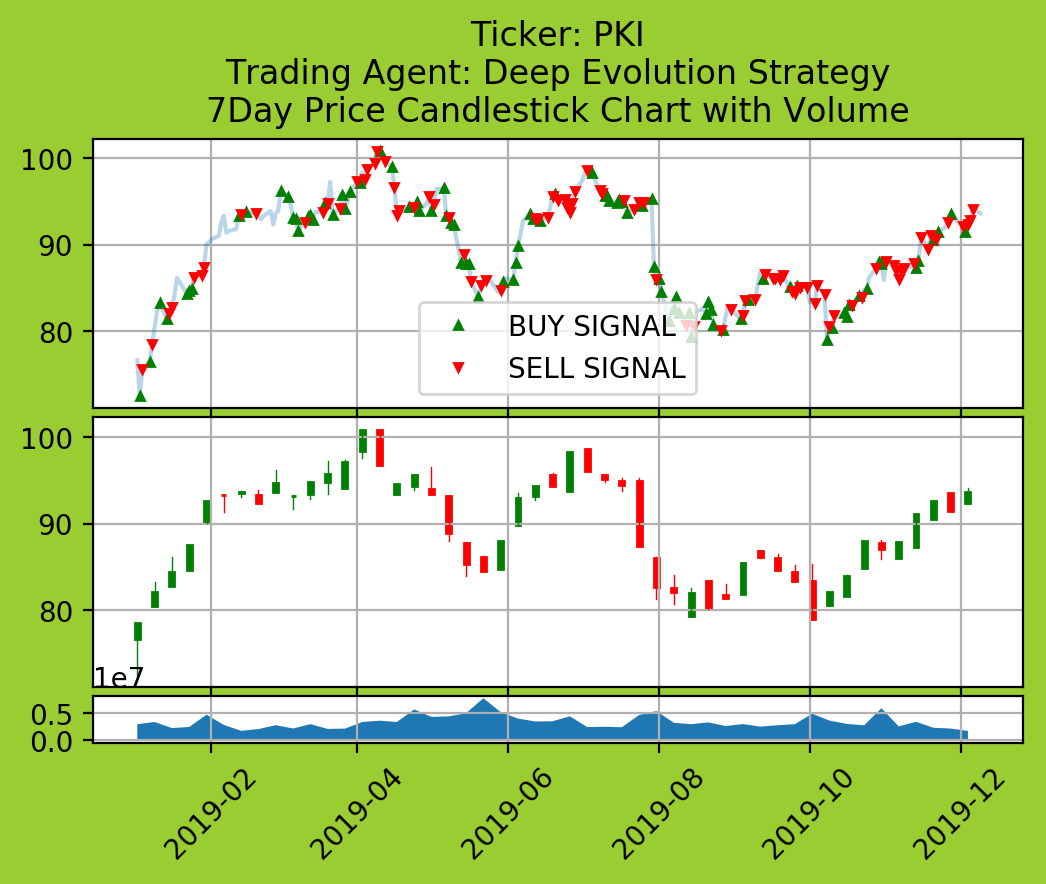 Ticker: PKI
Trading Agent: Deep Evolution Strategy
7Day Price Candlestick Chart with Volume
100
90
80
BUY SIGNAL
SELL SIGNAL
100
90
80
1e7
0.5
0.0
2019-02
2019-04
2019-06
2019-08
2019-10
2019-12